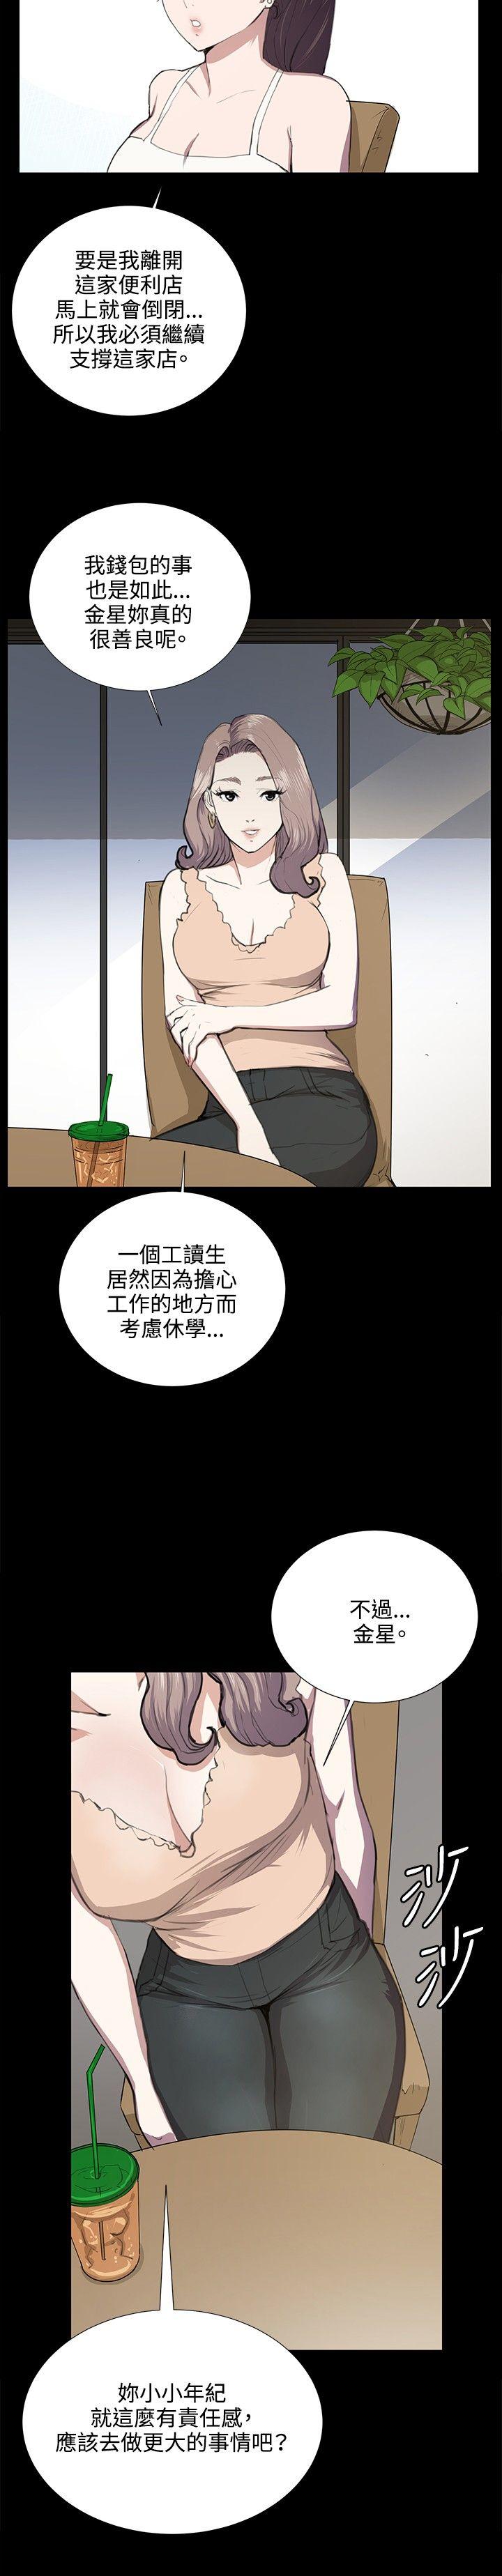 要是我離開
這家便利店
馬上就會倒閉...
所以我必須繼續
支撐這家店。
我錢包的事
也是如此...
金星妳真的
很善良呢。
一個工讀生
居然因為擔心
工作的地方而
考慮休學...
不過...
金星。
沙
沙
妳小小年紀
就這麼有責任感，
應該去做更大的事情吧？